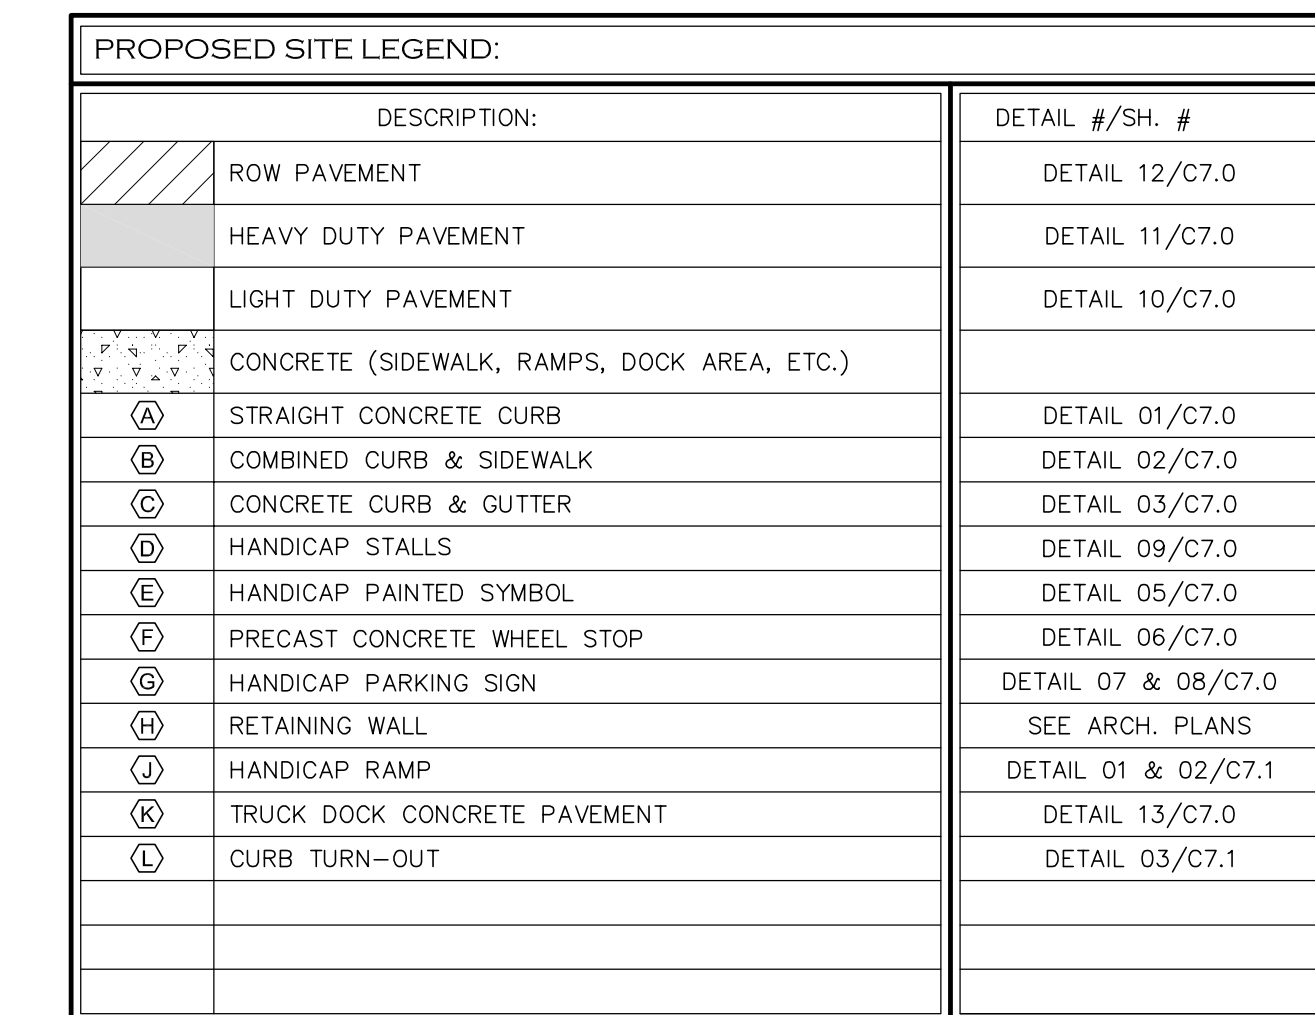 PROPOSED SITE LEGEND:
DESCRIPTION: DETAIL #/SH. #
ROW PAVEMENT DETAIL 12/C7.0
HEAVY DUTY PAVEMENT DETAIL 11/C7.0
LIGHT DUTY PAVEMENT DETAIL 10/C7.0
CONCRETE (SIDEWALK, RAMPS, DOCK AREA, ETC.)
A STRAIGHT CONCRETE CURB DETAIL 01/C7.0
B COMBINED CURB & SIDEWALK DETAIL 02/C7.0
C CONCRETE CURB & GUTTER DETAIL 03/C7.0
D HANDICAP STALLS DETAIL 09/C7.0
E HANDICAP PAINTED SYMBOL DETAIL 05/C7.0
F PRECAST CONCRETE WHEEL STOP DETAIL 06/C7.0
G HANDICAP PARKING SIGN DETAIL 07 & 08/C7.0
H RETAINING WALL SEE ARCH. PLANS
J HANDICAP RAMP DETAIL 01 & 02/C7.1
K TRUCK DOCK CONCRETE PAVEMENT DETAIL 13/C7.0
L CURB TURN-OUT DETAIL 03/C7.1